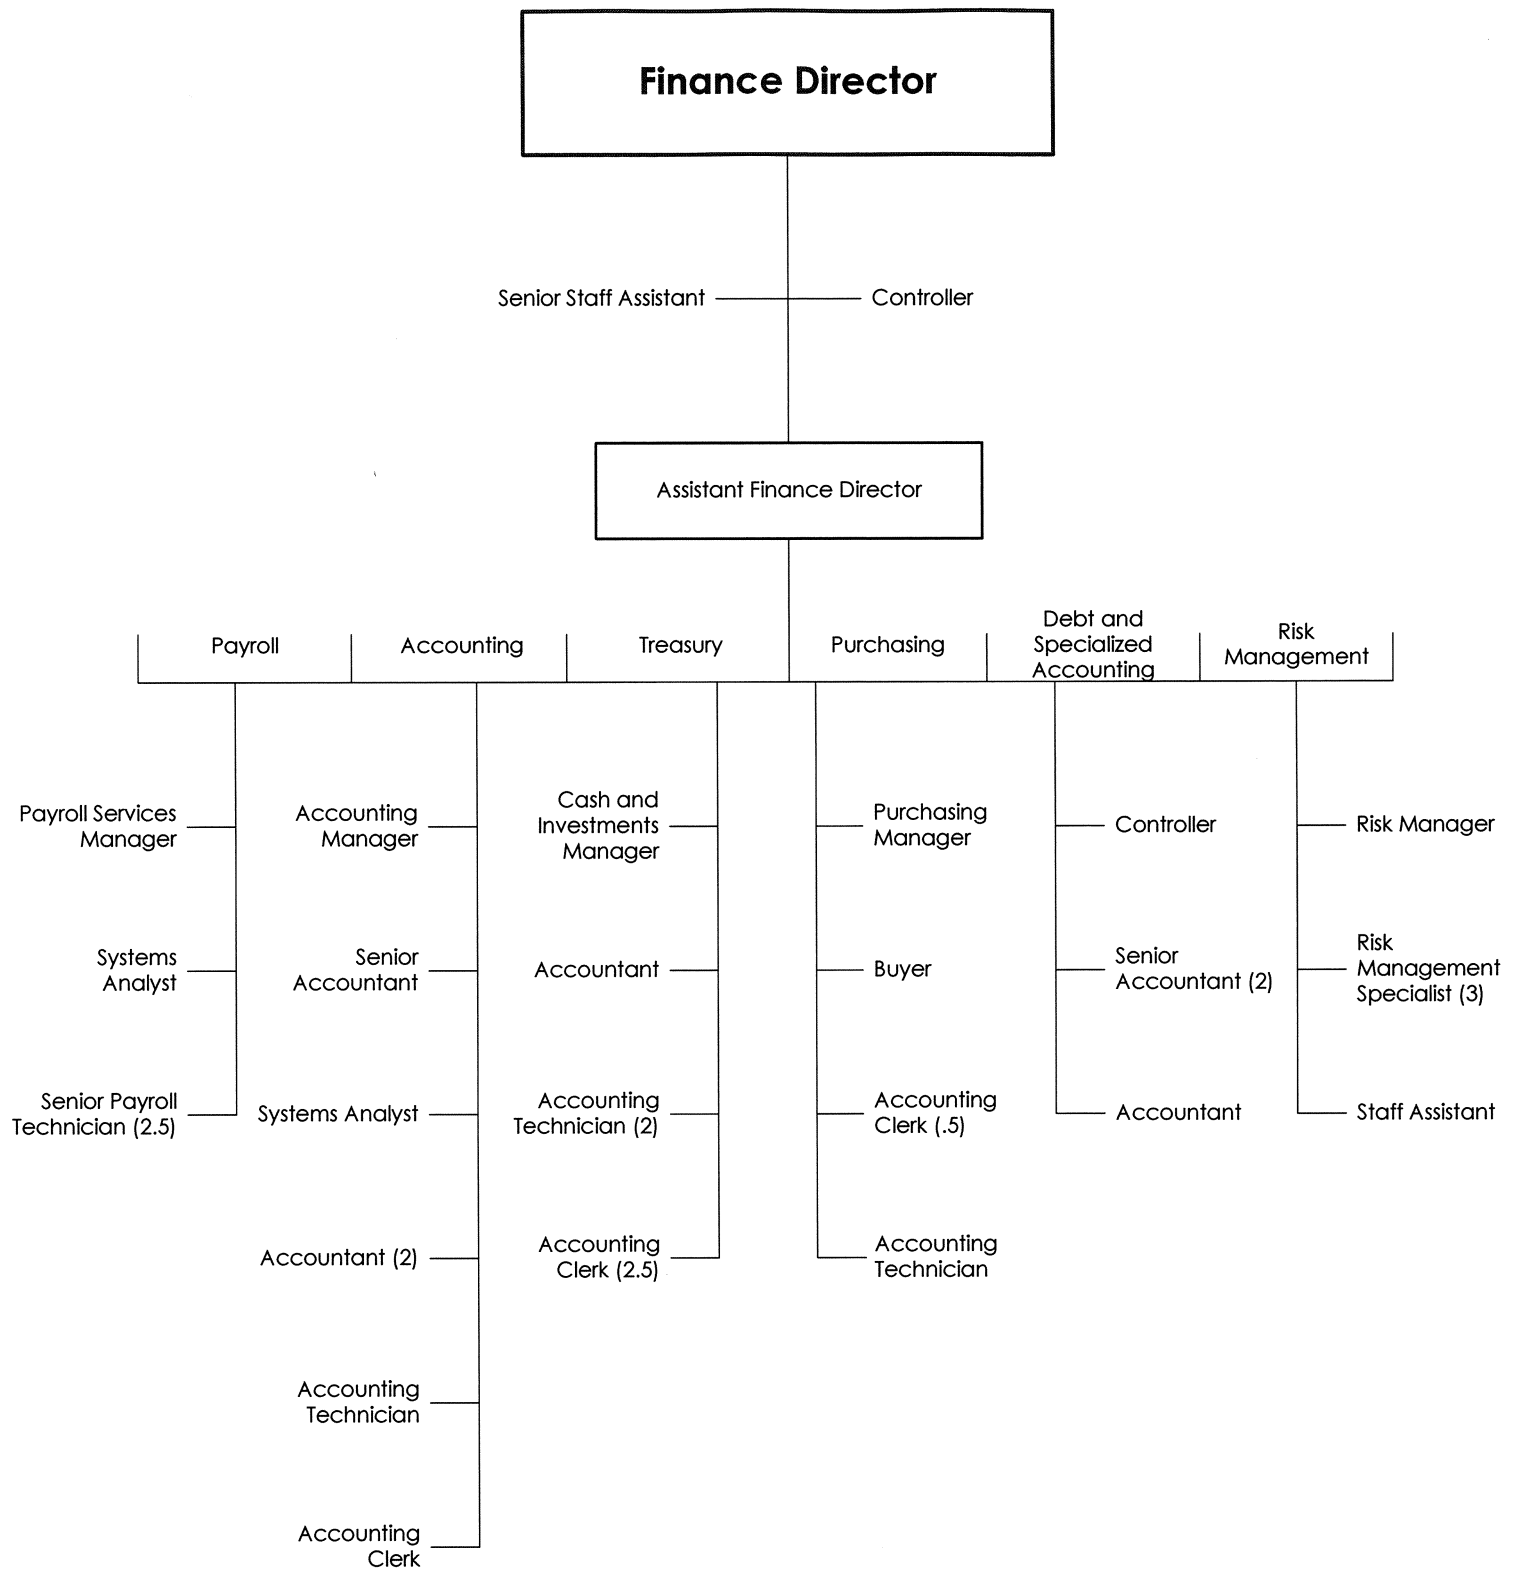 Finance Director
Senior Staff Assistant
Controller
Assistant Finance Director
Payroll
Accounting
Treasury
Purchasing
Debt and
Specialized
Accounting
Risk
Management
Payroll Services
Manager
Systems
Analyst
Senior Payroll
Technician (2.5)
Accounting
Manager
Senior
Accountant
Systems Analyst
Accountant (2)
Accounting
Technician
Accounting
Clerk
Cash and
Investments
Manager
Accountant
Accounting
Technician (2)
Accounting
Clerk (2.5)
Purchasing
Manager
Buyer
Accounting
Clerk (.5)
Accounting
Technician
Controller
Senior
Accountant (2)
Accountant
Risk Manager
Risk
Management
Specialist (3)
Staff Assistant